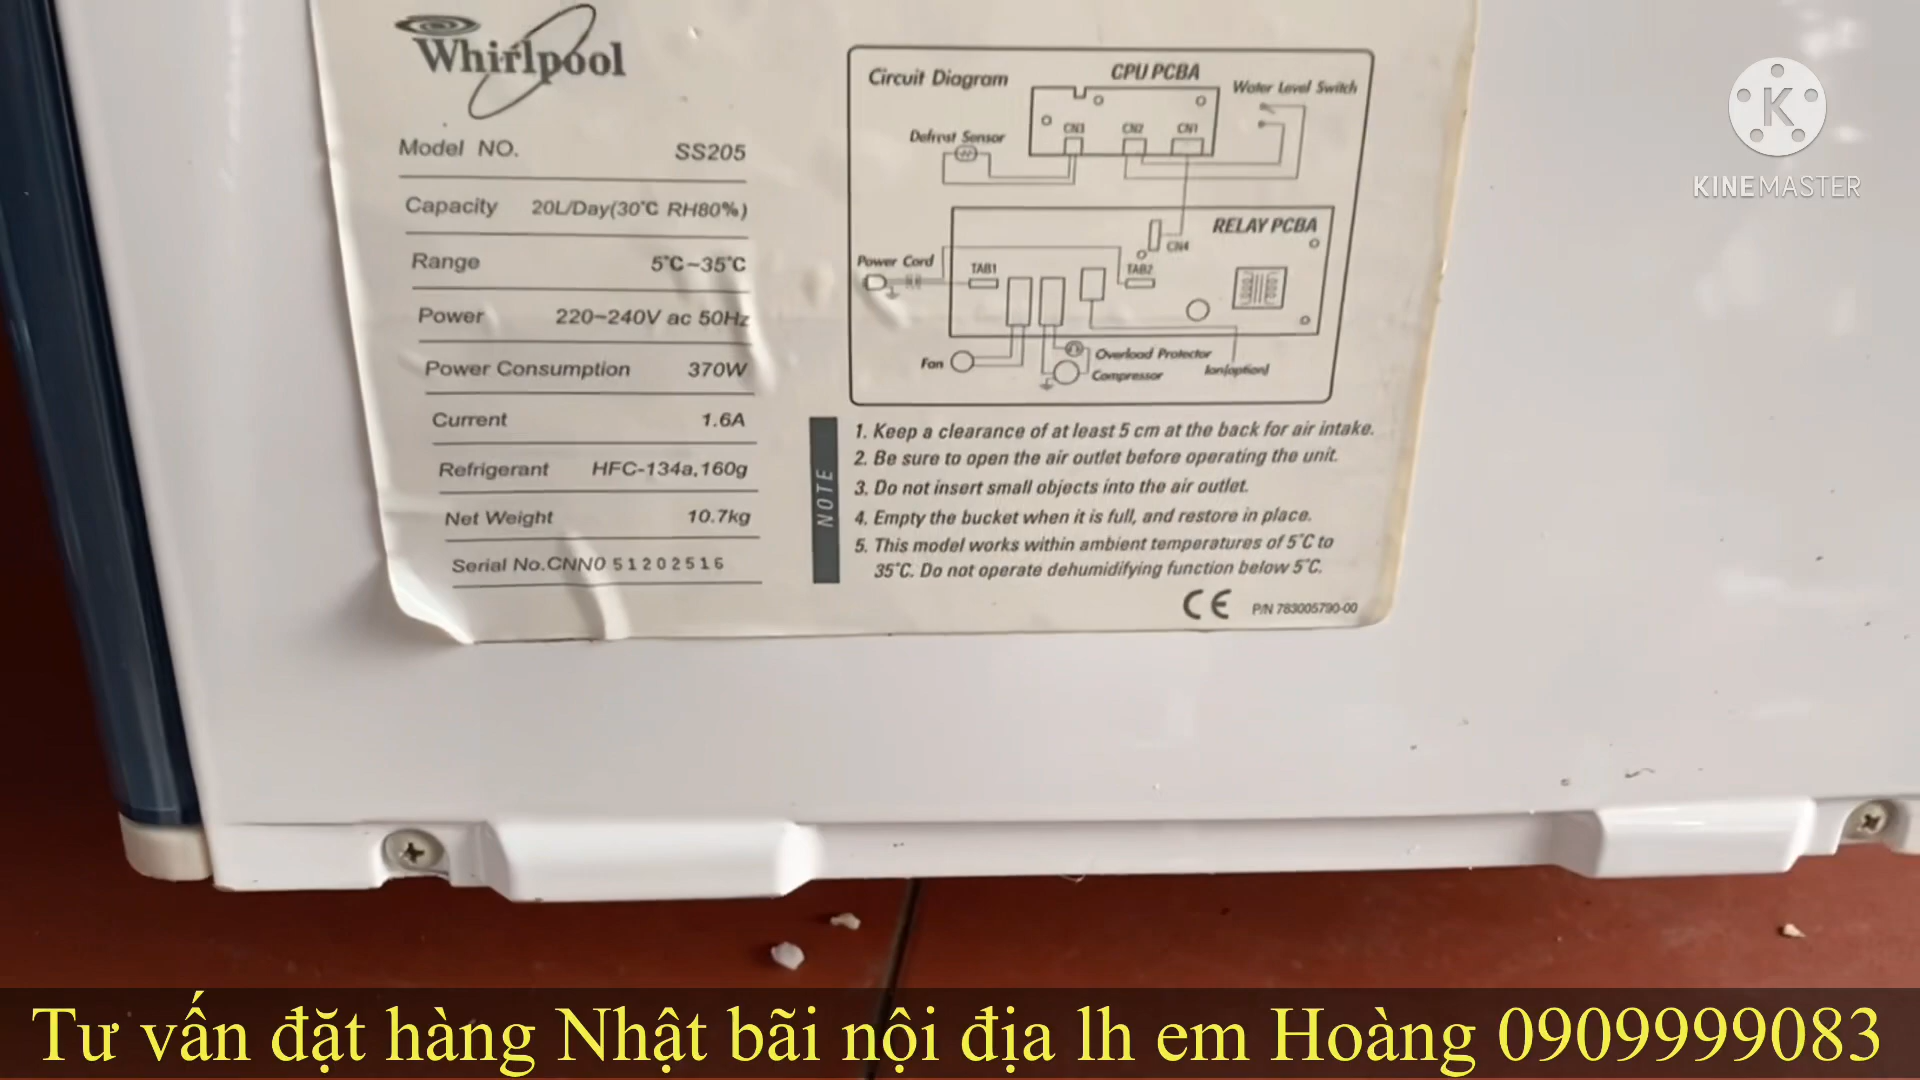 Whirlpool
Model NO. SS205
Capacity 20L/Day(30℃ RH80%)
Range 5℃~35℃
Power 220~240V ac 50Hz
Power Consumption 370W
Current 1.6A
Refrigerant HFC-134a,160g
Net Weight 10.7kg
Serial No.CNN0 51202516
Circuit Diagram
CPU PCBA
Water Level Switch
Defrost Sensor
CN3 CN2 CN1
RELAY PCBA
CN4
Power Cord
TAB1
TAB2
Fan
Overload Protector
Compressor
Ion(option)
NOTE
1. Keep a clearance of at least 5 cm at the back for air intake.
2. Be sure to open the air outlet before operating the unit.
3. Do not insert small objects into the air outlet.
4. Empty the bucket when it is full, and restore in place.
5. This model works within ambient temperatures of 5℃ to
35℃. Do not operate dehumidifying function below 5℃.
CE P/N 783005790-00
K
KINEMASTER
Tư vấn đặt hàng Nhật bãi nội địa lh em Hoàng 0909999083